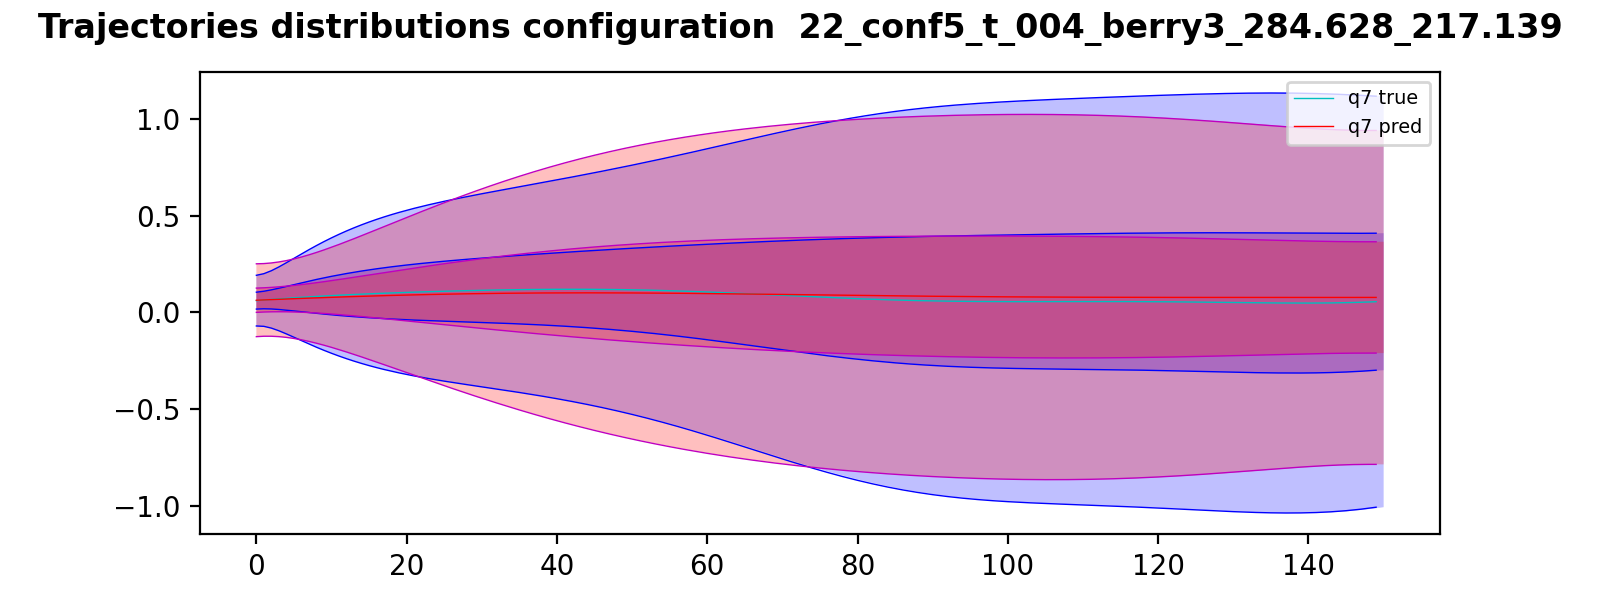 Trajectories distributions configuration  22_conf5_t_004_berry3_284.628_217.139
q7 true
q7 pred
1.0
0.5
0.0
−0.5
−1.0
0 20 40 60 80 100 120 140